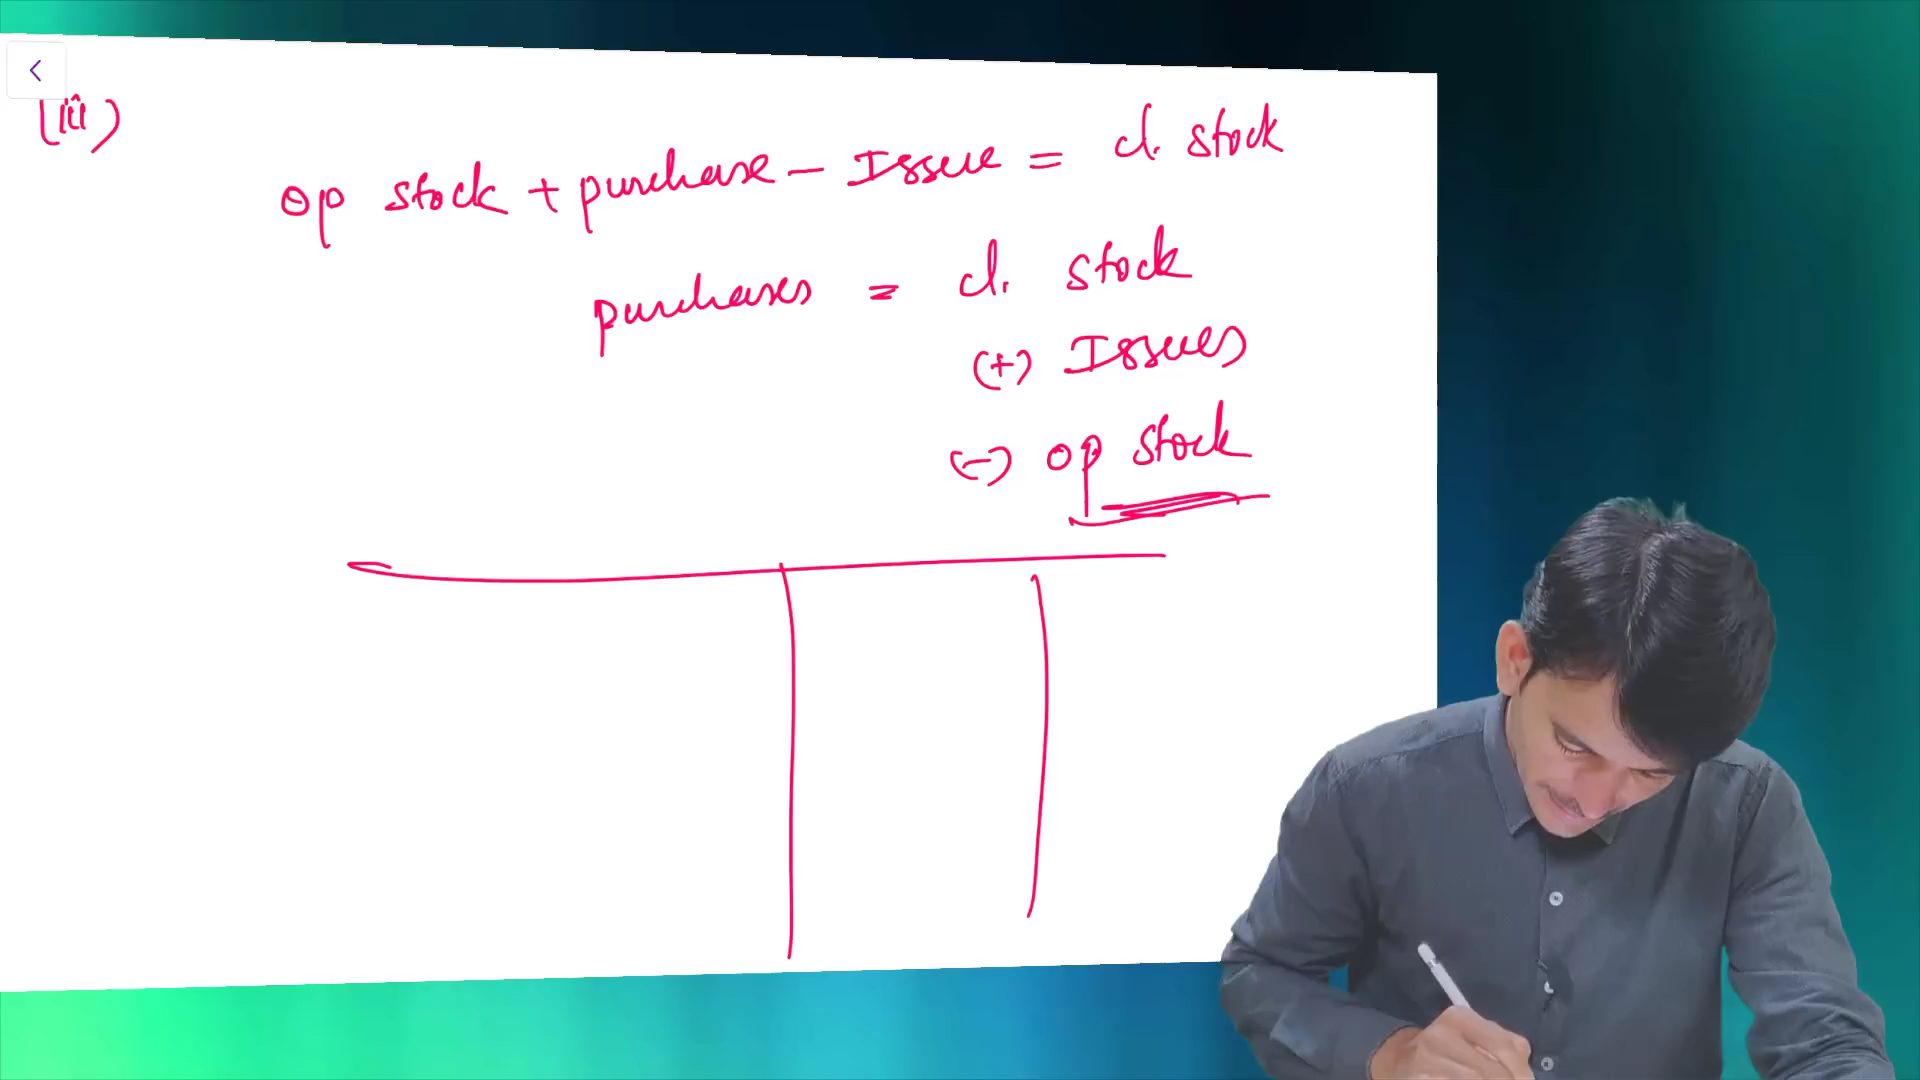 (iii)
op stock + purchase - Issue = cl. stock
purchases = cl. stock
(+) Issues
(-) op stock